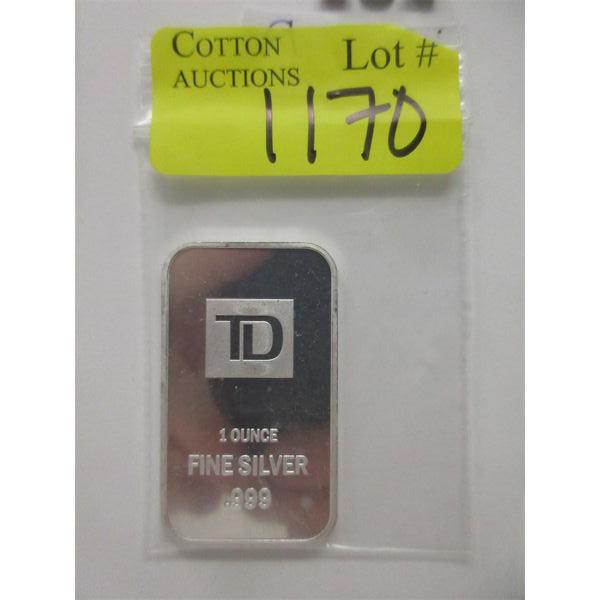 COTTON AUCTIONS
Lot #
1170
TD
1 OUNCE
FINE SILVER
.999